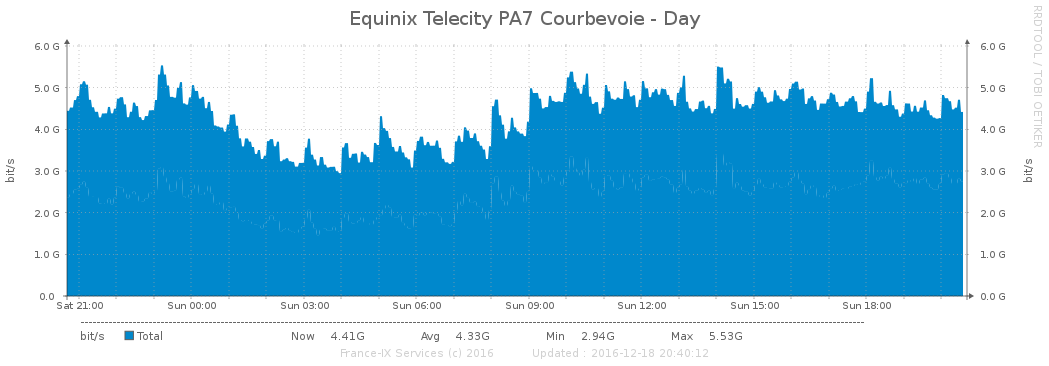 Equinix Telecity PA7 Courbevoie - Day
RRDTOOL / TOBI OETIKER
bit/s
6.0 G 6.0 G
5.0 G 5.0 G
4.0 G 4.0 G
3.0 G 3.0 G
2.0 G 2.0 G
1.0 G 1.0 G
0.0 0.0 G
bit/s
Sat 21:00 Sun 00:00 Sun 03:00 Sun 06:00 Sun 09:00 Sun 12:00 Sun 15:00 Sun 18:00
bit/s Total Now 4.41G Avg 4.33G Min 2.94G Max 5.53G
France-IX Services (c) 2016 Updated : 2016-12-18 20:40:12